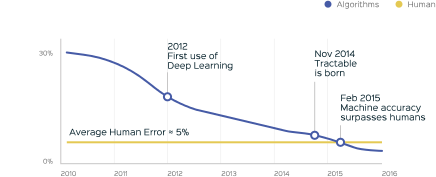 Algorithms
Human
30%
2012
First use of
Deep Learning
Nov 2014
Tractable
is born
Feb 2015
Machine accuracy
surpasses humans
Average Human Error ≈ 5%
0%
2010
2011
2012
2013
2014
2015
2016